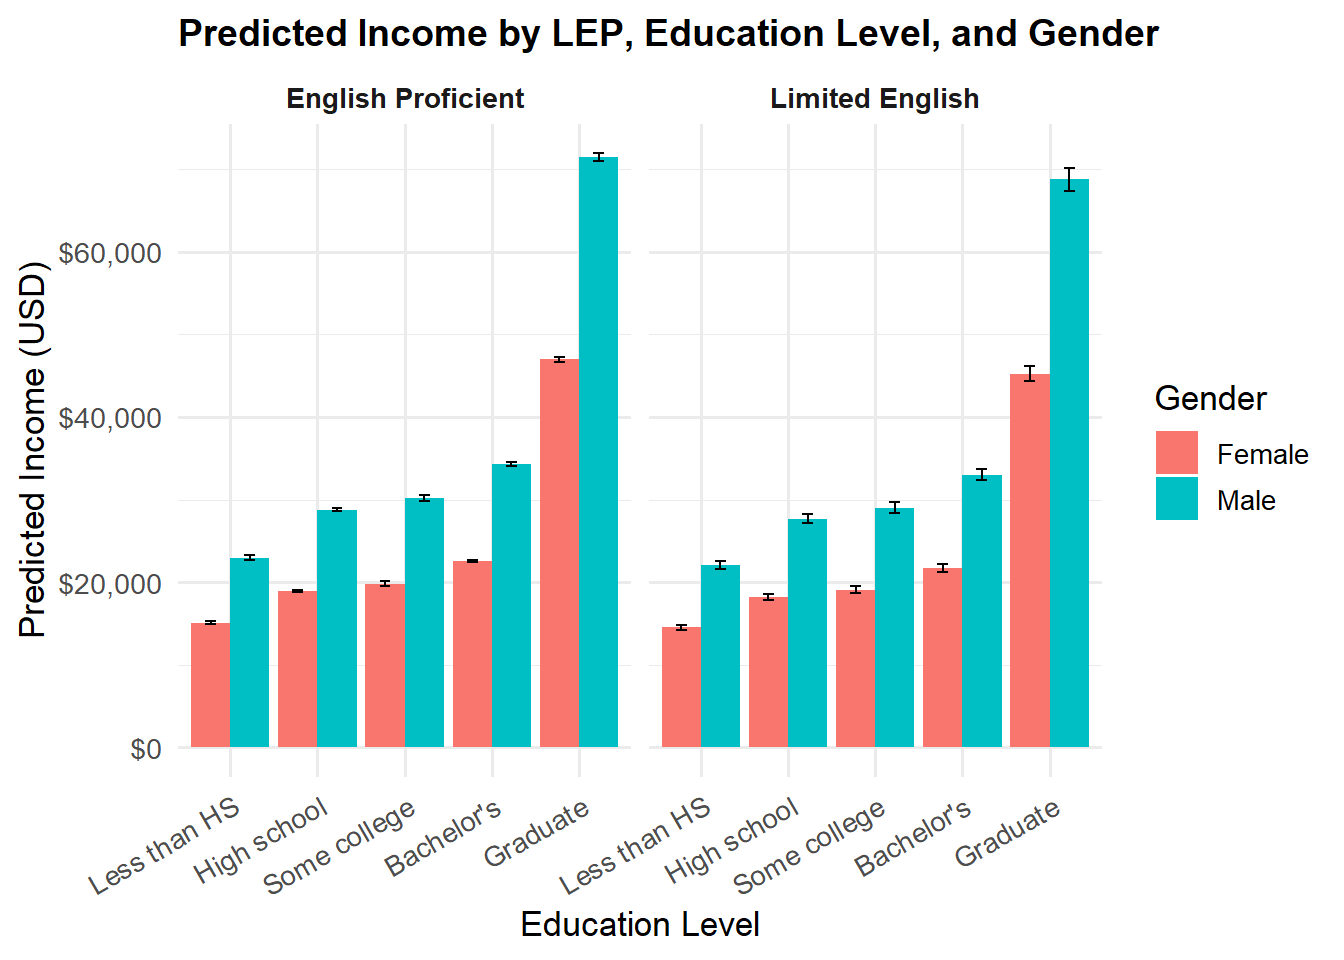 Predicted Income by LEP, Education Level, and Gender
English Proficient
Limited English
Predicted Income (USD)
$60,000
$40,000
$20,000
$0
Less than HS
High school
Some college
Bachelor's
Graduate
Less than HS
High school
Some college
Bachelor's
Graduate
Education Level
Gender
Female
Male